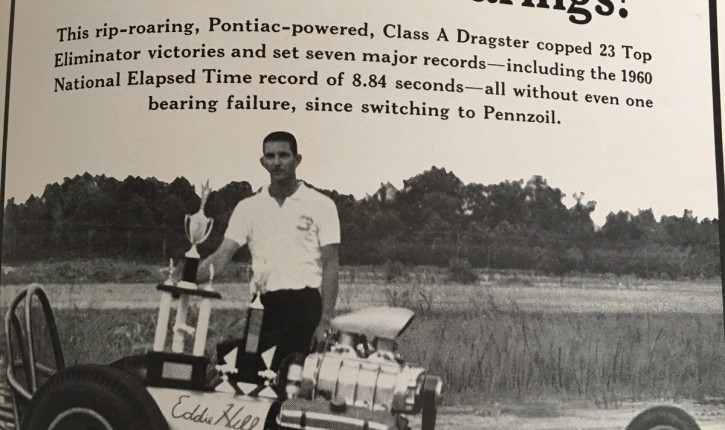 This rip-roaring, Pontiac-powered, Class A Dragster copped 23 Top
Eliminator victories and set seven major records—including the 1960
National Elapsed Time record of 8.84 seconds—all without even one
bearing failure, since switching to Pennzoil.
Eddie Hill